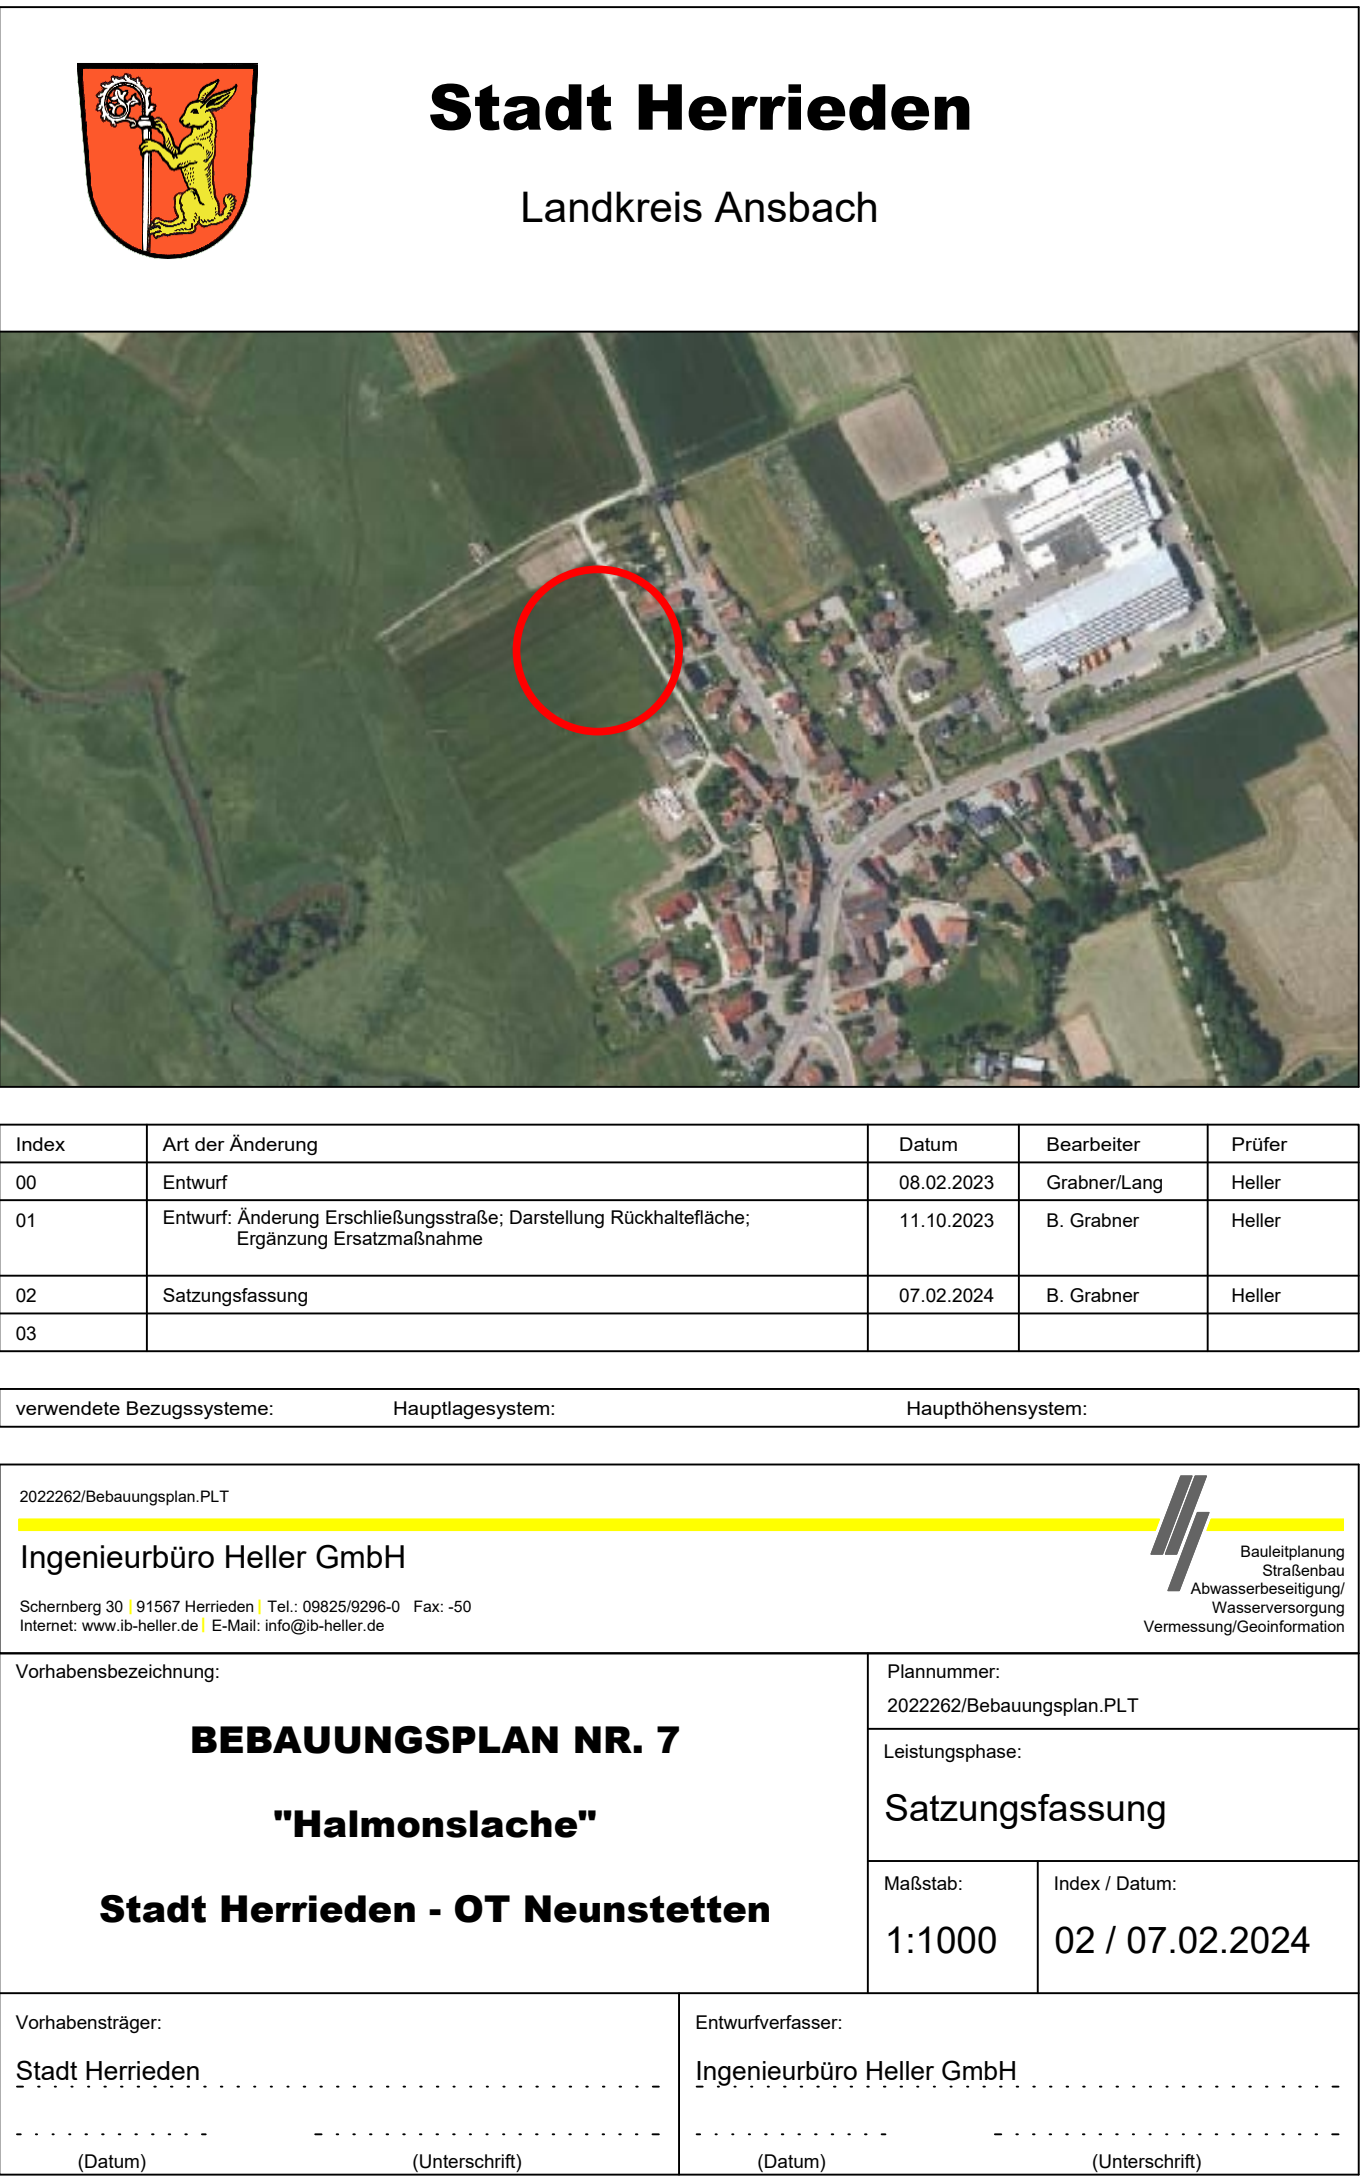 Stadt Herrieden
Landkreis Ansbach
Index Art der Änderung Datum Bearbeiter Prüfer
00 Entwurf 08.02.2023 Grabner/Lang Heller
01 Entwurf: Änderung Erschließungsstraße; Darstellung Rückhaltefläche; 11.10.2023 B. Grabner Heller
Ergänzung Ersatzmaßnahme
02 Satzungsfassung 07.02.2024 B. Grabner Heller
03
verwendete Bezugssysteme: Hauptlagesystem: Haupthöhensystem:
2022262/Bebauungsplan.PLT
Ingenieurbüro Heller GmbH
Schernberg 30 | 91567 Herrieden | Tel.: 09825/9296-0 Fax: -50
Internet: www.ib-heller.de | E-Mail: info@ib-heller.de
Bauleitplanung
Straßenbau
Abwasserbeseitigung/
Wasserversorgung
Vermessung/Geoinformation
Vorhabensbezeichnung:
BEBAUUNGSPLAN NR. 7
"Halmonslache"
Stadt Herrieden - OT Neunstetten
Plannummer:
2022262/Bebauungsplan.PLT
Leistungsphase:
Satzungsfassung
Maßstab:
1:1000
Index / Datum:
02 / 07.02.2024
Vorhabensträger:
Stadt Herrieden
(Datum) (Unterschrift)
Entwurfverfasser:
Ingenieurbüro Heller GmbH
(Datum) (Unterschrift)